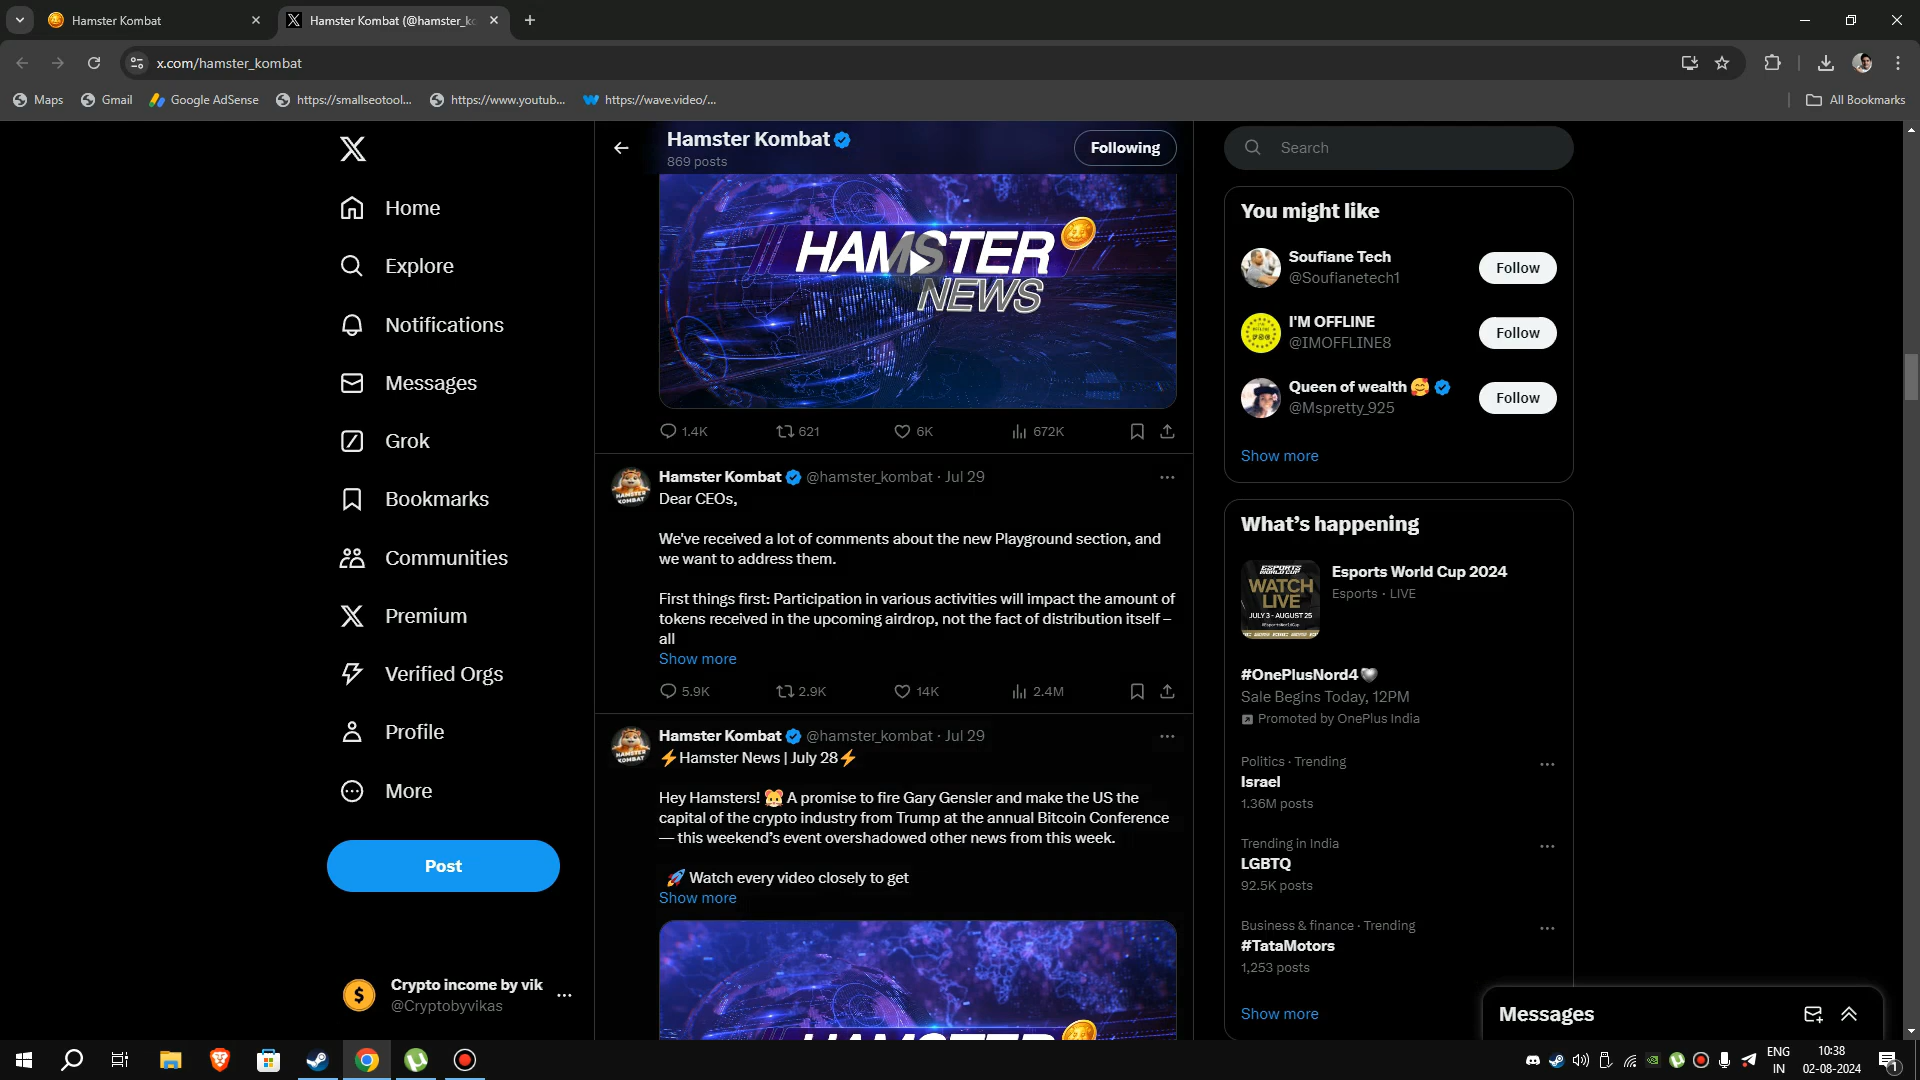 Hamster Kombat
Hamster Kombat (@hamster_ko
x.com/hamster_kombat
Maps
Gmail
Google AdSense
https://smallseotool...
https://www.youtub...
https://wave.video/...
All Bookmarks
Home
Explore
Notifications
Messages
Grok
Bookmarks
Communities
Premium
Verified Orgs
Profile
More
Post
Crypto income by vik
@Cryptobyvikas
Hamster Kombat
869 posts
Following
HAMSTER
NEWS
1.4K 621 6K 672K
Hamster Kombat @hamster_kombat · Jul 29
Dear CEOs,
We've received a lot of comments about the new Playground section, and
we want to address them.
First things first: Participation in various activities will impact the amount of
tokens received in the upcoming airdrop, not the fact of distribution itself –
all
Show more
5.9K 2.9K 14K 2.4M
Hamster Kombat @hamster_kombat · Jul 29
⚡Hamster News | July 28⚡
Hey Hamsters! 🐹 A promise to fire Gary Gensler and make the US the
capital of the crypto industry from Trump at the annual Bitcoin Conference
— this weekend's event overshadowed other news from this week.
🚀 Watch every video closely to get
Show more
HAMSTER
Search
You might like
Soufiane Tech
@Soufianetech1
Follow
I'M OFFLINE
@IMOFFLINE8
Follow
Queen of wealth 🥰
@Mspretty_925
Follow
Show more
What's happening
ESPORTS
WORLD CUP
WATCH
LIVE
JULY 3 - AUGUST 25
Esports World Cup 2024
Esports · LIVE
#OnePlusNord4
Sale Begins Today, 12PM
Promoted by OnePlus India
Politics · Trending
Israel
1.36M posts
Trending in India
LGBTQ
92.5K posts
Business & finance · Trending
#TataMotors
1,253 posts
Show more
Messages
ENG
IN
10:38
02-08-2024
1